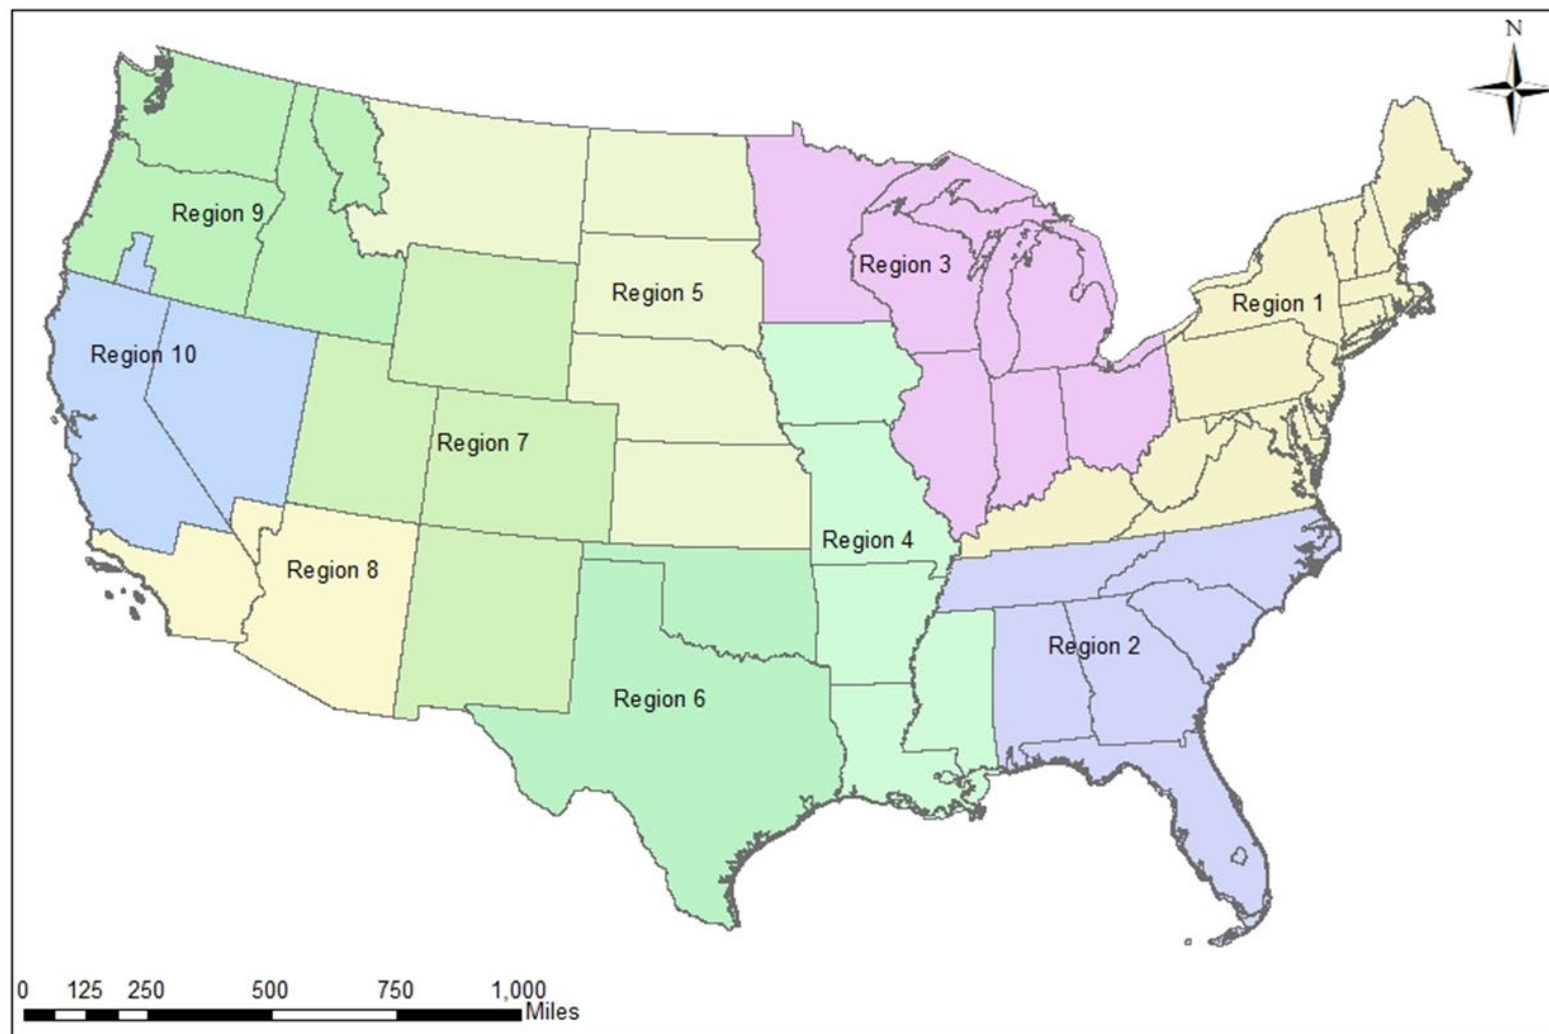 N
Region 9
Region 5
Region 3
Region 1
Region 10
Region 7
Region 4
Region 8
Region 2
Region 6
0 125 250 500 750 1,000
Miles